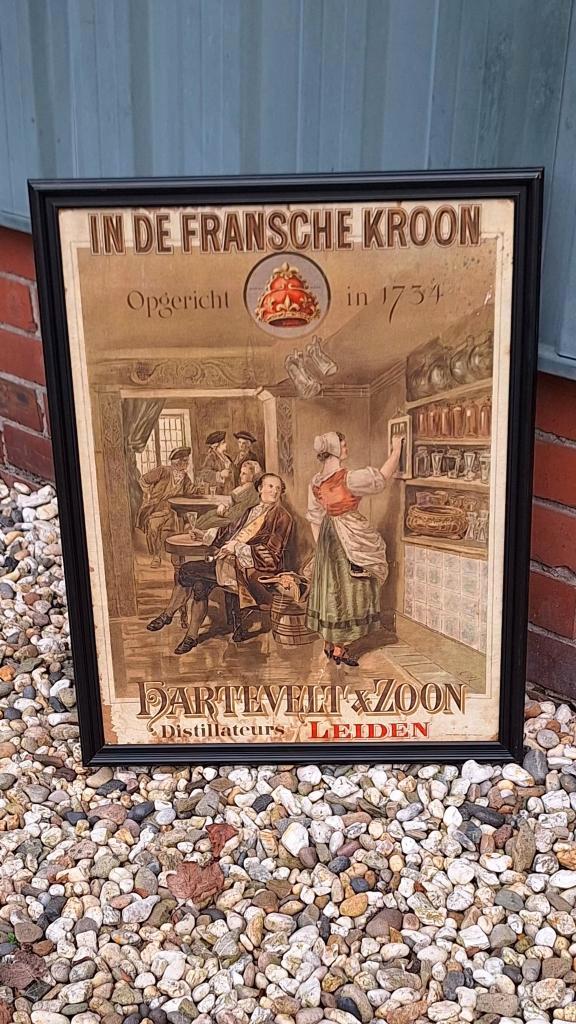 IN DE FRANSCHE KROON
Opgericht in 1734
HARTEVELT & ZOON
Distillateurs LEIDEN